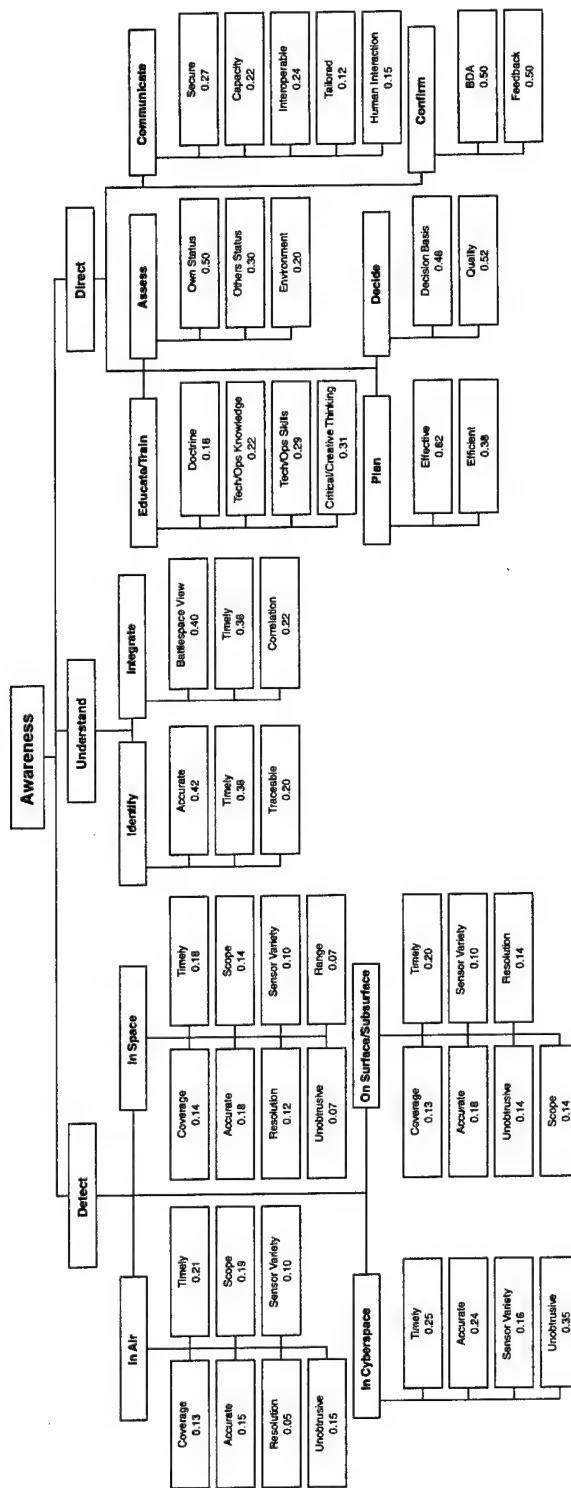 Awareness
Detect
Understand
Direct
In Air
Coverage
0.13
Timely
0.21
Accurate
0.15
Scope
0.19
Resolution
0.05
Sensor Variety
0.10
Unobtrusive
0.15
In Space
Coverage
0.14
Timely
0.18
Accurate
0.18
Scope
0.14
Resolution
0.12
Sensor Variety
0.10
Unobtrusive
0.07
Range
0.07
In Cyberspace
Timely
0.25
Accurate
0.24
Sensor Variety
0.16
Unobtrusive
0.35
On Surface/Subsurface
Coverage
0.13
Timely
0.20
Accurate
0.18
Sensor Variety
0.10
Unobtrusive
0.14
Resolution
0.14
Scope
0.14
Identify
Accurate
0.42
Timely
0.38
Traceable
0.20
Integrate
Battlespace View
0.40
Timely
0.38
Correlation
0.22
Educate/Train
Doctrine
0.18
Tech/Ops Knowledge
0.22
Tech/Ops Skills
0.29
Critical/Creative Thinking
0.31
Assess
Own Status
0.50
Others Status
0.30
Environment
0.20
Communicate
Secure
0.27
Capacity
0.22
Interoperable
0.24
Tailored
0.12
Human Interaction
0.15
Plan
Effective
0.62
Efficient
0.38
Decide
Decision Basis
0.48
Quality
0.52
Confirm
BDA
0.50
Feedback
0.50